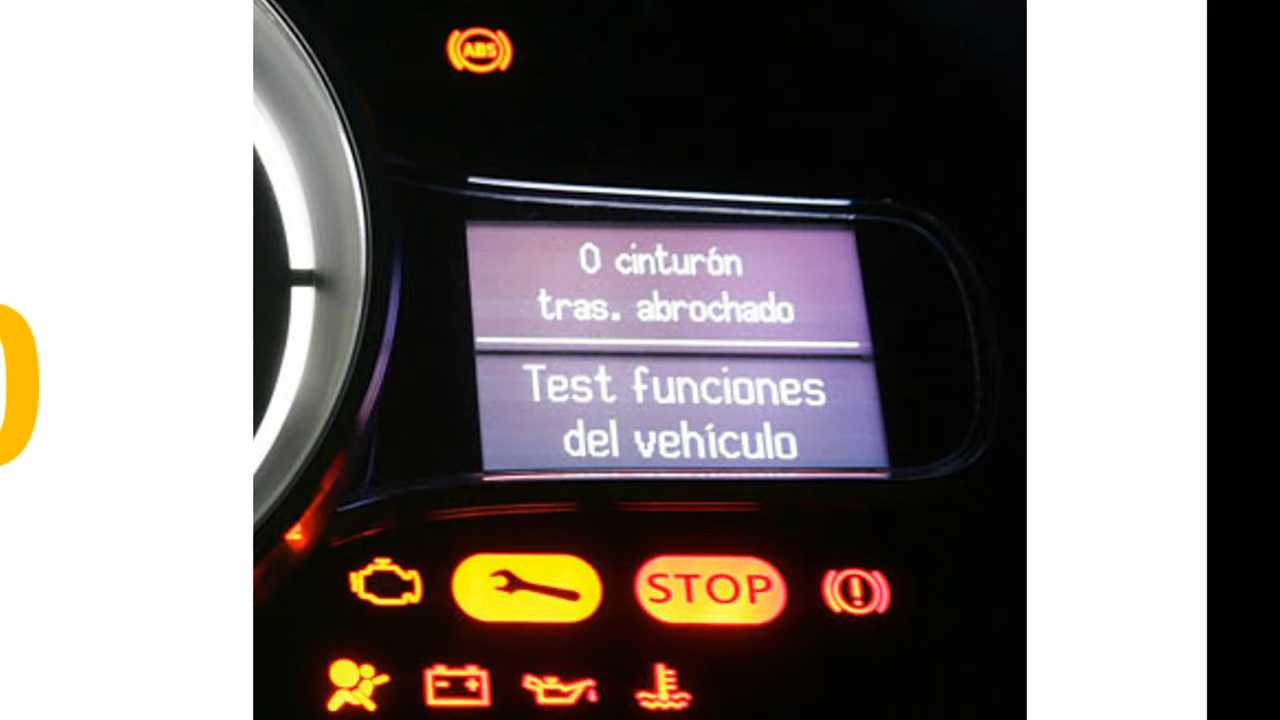 ABS
0 cinturón
tras. abrochado
Test funciones
del vehículo
STOP